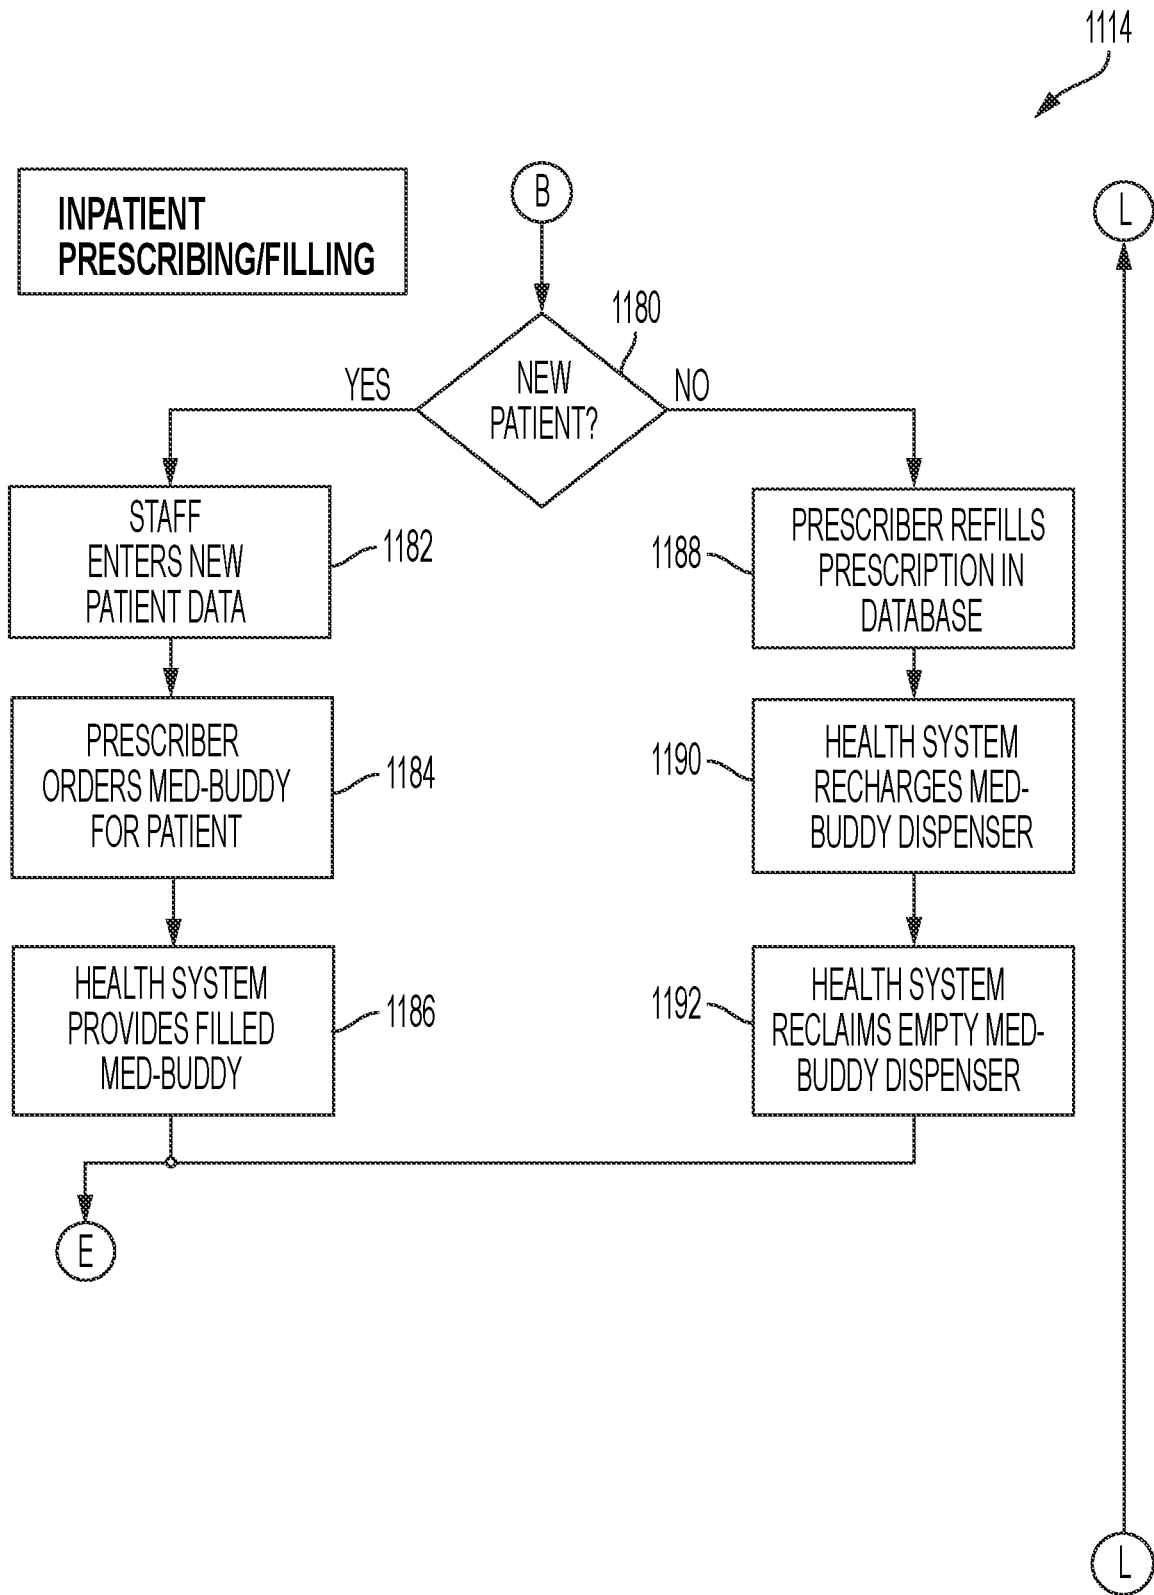 1114
INPATIENT
PRESCRIBING/FILLING
B
L
1180
NEW
PATIENT?
YES
NO
STAFF
ENTERS NEW
PATIENT DATA
1182
1188
PRESCRIBER REFILLS
PRESCRIPTION IN
DATABASE
PRESCRIBER
ORDERS MED-BUDDY
FOR PATIENT
1184
1190
HEALTH SYSTEM
RECHARGES MED-
BUDDY DISPENSER
HEALTH SYSTEM
PROVIDES FILLED
MED-BUDDY
1186
1192
HEALTH SYSTEM
RECLAIMS EMPTY MED-
BUDDY DISPENSER
E
L